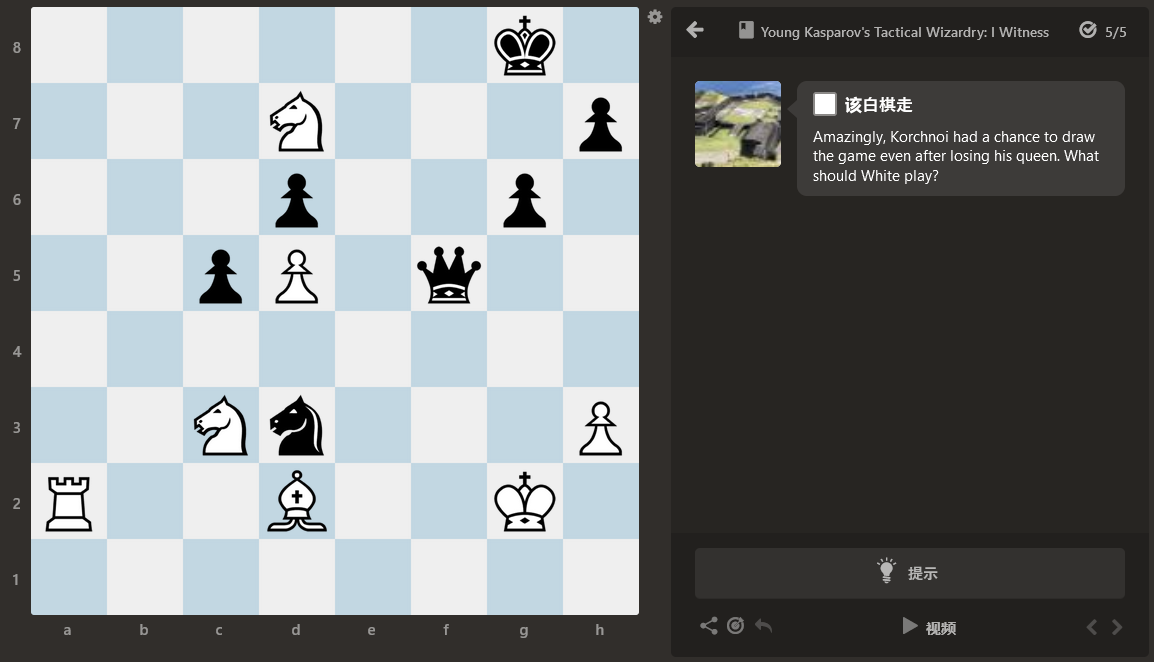 Young Kasparov's Tactical Wizardry: I Witness
5/5
该白棋走
Amazingly, Korchnoi had a chance to draw
the game even after losing his queen. What
should White play?
8
7
6
5
4
3
2
1
a b c d e f g h
提示
视频